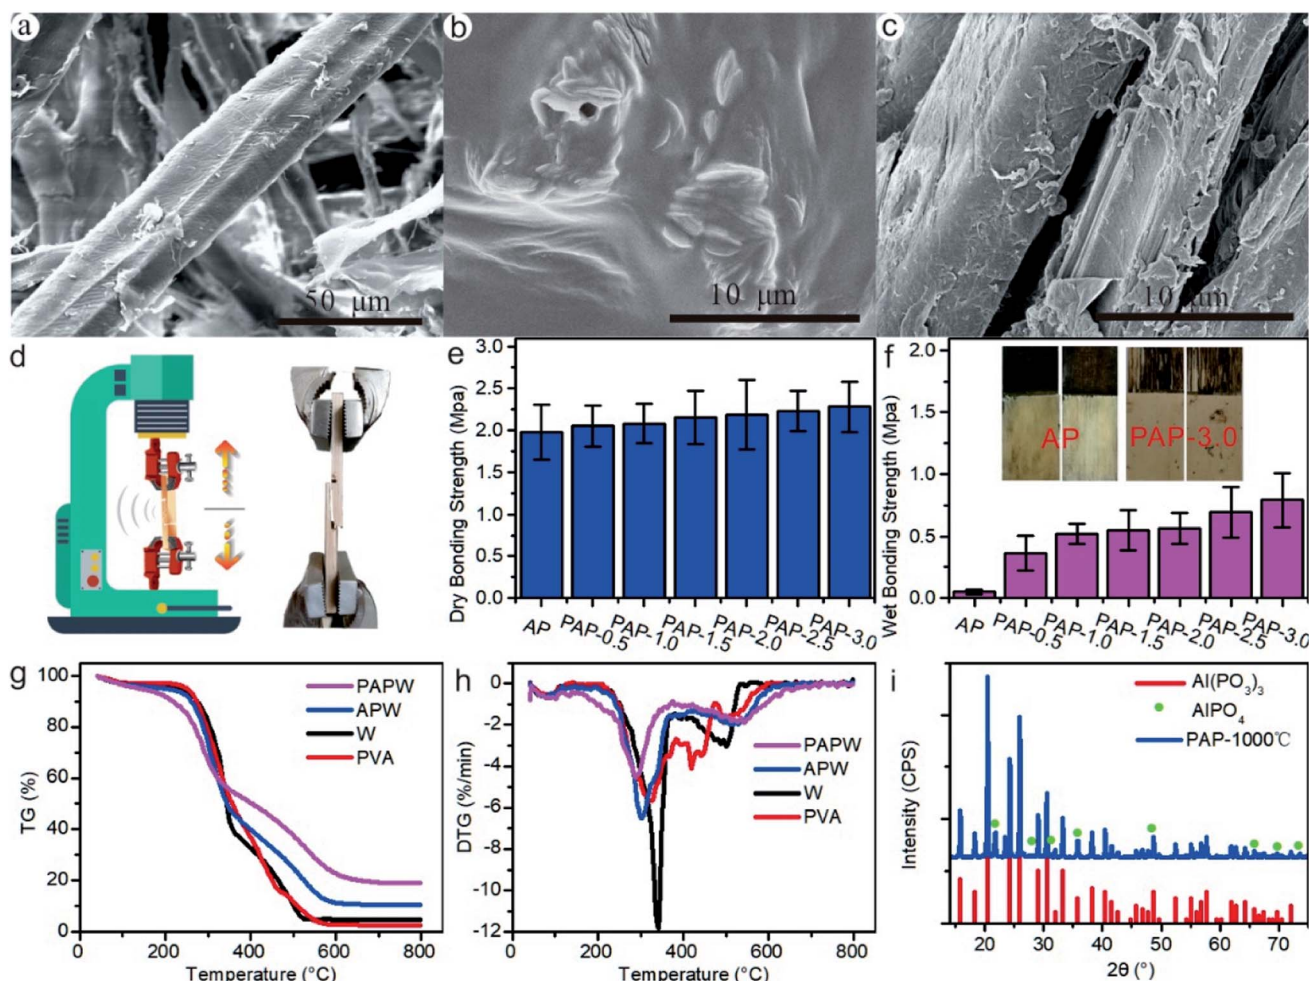 a
50 μm
b
10 μm
c
10 μm
d
e
Dry Bonding Strength (Mpa)
3.0
2.5
2.0
1.5
1.0
0.5
0.0
AP
PAP-0.5
PAP-1.0
PAP-1.5
PAP-2.0
PAP-2.5
PAP-3.0
f
Wet Bonding Strength (Mpa)
2.0
1.5
1.0
0.5
0.0
AP
PAP-3.0
AP
PAP-0.5
PAP-1.0
PAP-1.5
PAP-2.0
PAP-2.5
PAP-3.0
g
TG (%)
100
80
60
40
20
0
PAPW
APW
W
PVA
0 200 400 600 800
Temperature (°C)
h
DTG (%/min)
0
-2
-4
-6
-8
-10
-12
PAPW
APW
W
PVA
0 200 400 600 800
Temperature (°C)
i
Intensity (CPS)
Al(PO₃)₃
AlPO₄
PAP-1000℃
20 30 40 50 60 70
2θ (°)